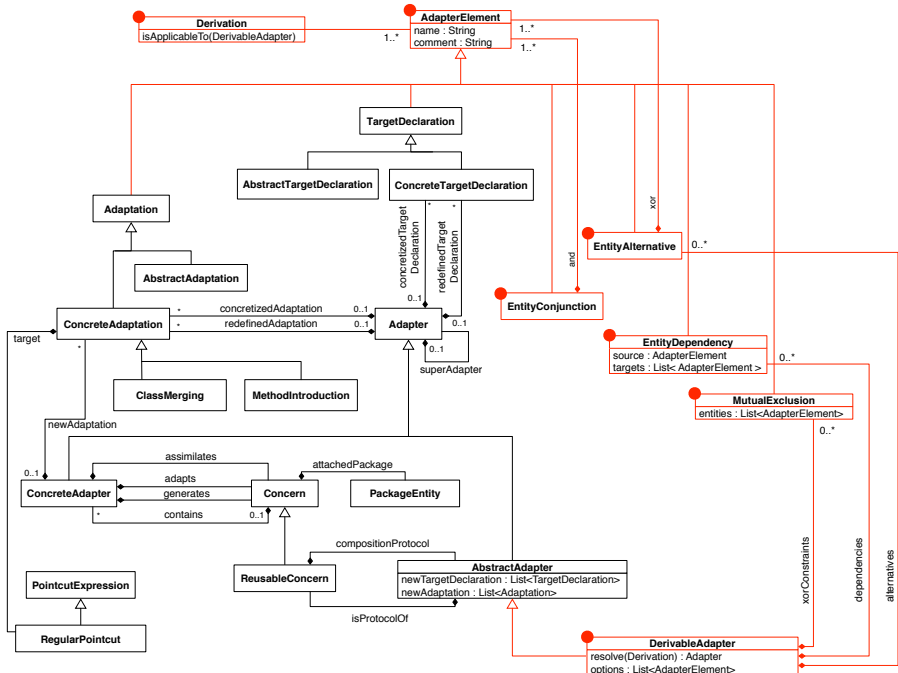 Derivation
isApplicableTo(DerivableAdapter)
1..*
AdapterElement
name : String
comment : String
1..*
1..*
TargetDeclaration
AbstractTargetDeclaration
ConcreteTargetDeclaration
Adaptation
AbstractAdaptation
concretizedTarget
Declaration
*
redefinedTarget
Declaration
*
0..1
0..1
xor
and
EntityAlternative
0..*
EntityConjunction
ConcreteAdaptation
*
concretizedAdaptation
0..1
*
redefinedAdaptation
0..1
Adapter
0..1
superAdapter
target
*
ClassMerging
MethodIntroduction
EntityDependency
source : AdapterElement
targets : List< AdapterElement >
0..*
MutualExclusion
entities : List<AdapterElement>
0..*
newAdaptation
0..1
ConcreteAdapter
assimilates
adapts
generates
contains
*
0..1
Concern
attachedPackage
PackageEntity
compositionProtocol
ReusableConcern
isProtocolOf
AbstractAdapter
newTargetDeclaration : List<TargetDeclaration>
newAdaptation : List<Adaptation>
xorConstraints
dependencies
alternatives
PointcutExpression
RegularPointcut
DerivableAdapter
resolve(Derivation) : Adapter
options : List<AdapterElement>